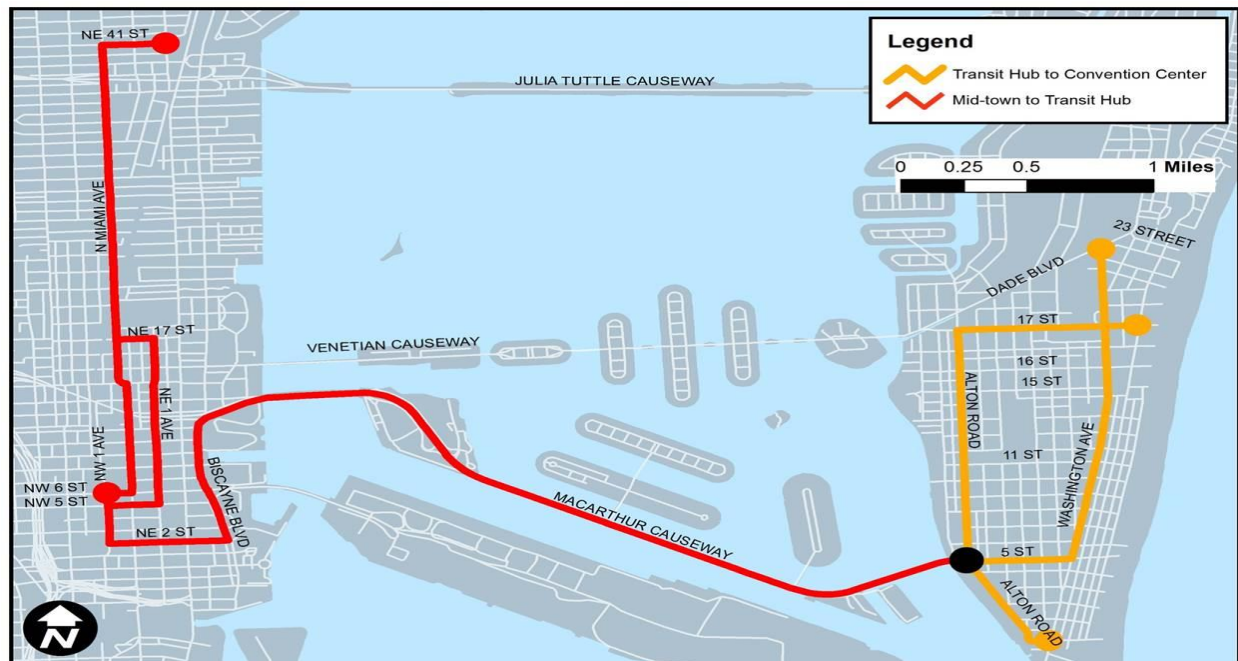 NE 41 ST
Legend
Transit Hub to Convention Center
Mid-town to Transit Hub
JULIA TUTTLE CAUSEWAY
0 0.25 0.5 1 Miles
N MIAMI AVE
23 STREET
DADE BLVD
NE 17 ST
17 ST
VENETIAN CAUSEWAY
16 ST
15 ST
NE 1 AVE
ALTON ROAD
NW 1 AVE
11 ST
WASHINGTON AVE
NW 6 ST
NW 5 ST
BISCAYNE BLVD
MACARTHUR CAUSEWAY
NE 2 ST
5 ST
ALTON ROAD
N